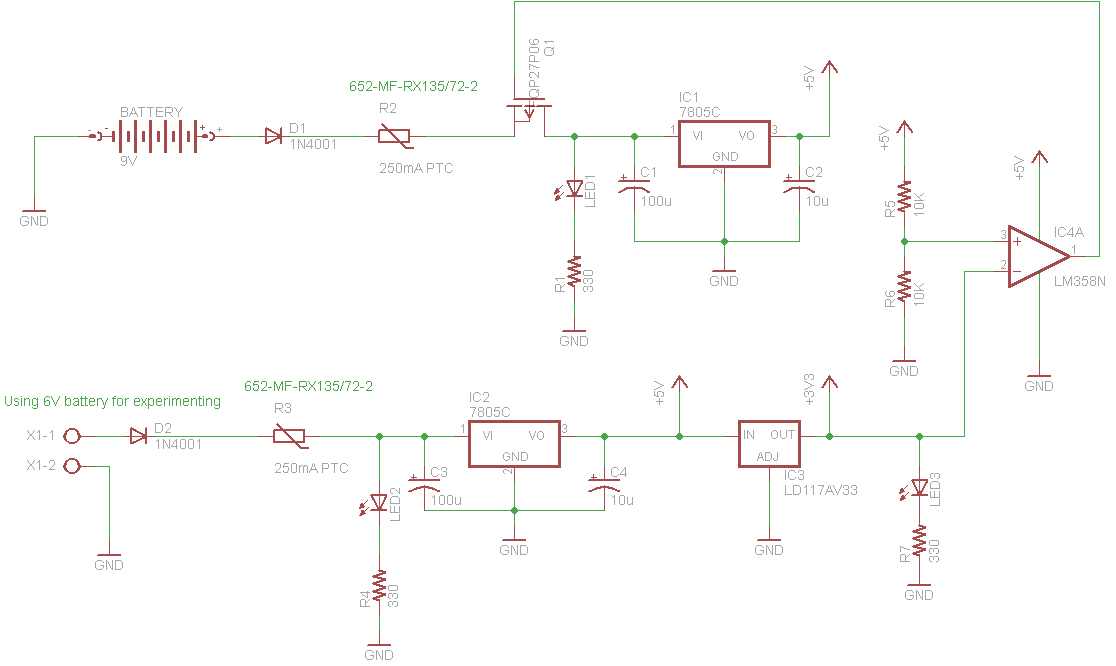 652-MF-RX135/72-2
R2
250mA PTC
BATTERY
9V
GND
D1
1N4001
QP27P06
Q1
LED1
R1
330
GND
C1
100u
IC1
7805C
1
VI
VO
3
GND
2
GND
+5V
C2
10u
+5V
R5
10K
R6
10K
GND
+5V
3
2
1
IC4A
LM358N
GND
Using 6V battery for experimenting
X1-1
X1-2
GND
D2
1N4001
652-MF-RX135/72-2
R3
250mA PTC
LED2
R4
330
GND
C3
100u
IC2
7805C
1
VI
VO
3
GND
2
GND
C4
10u
+5V
IN
OUT
ADJ
IC3
LD117AV33
GND
+3V3
LED3
R7
330
GND